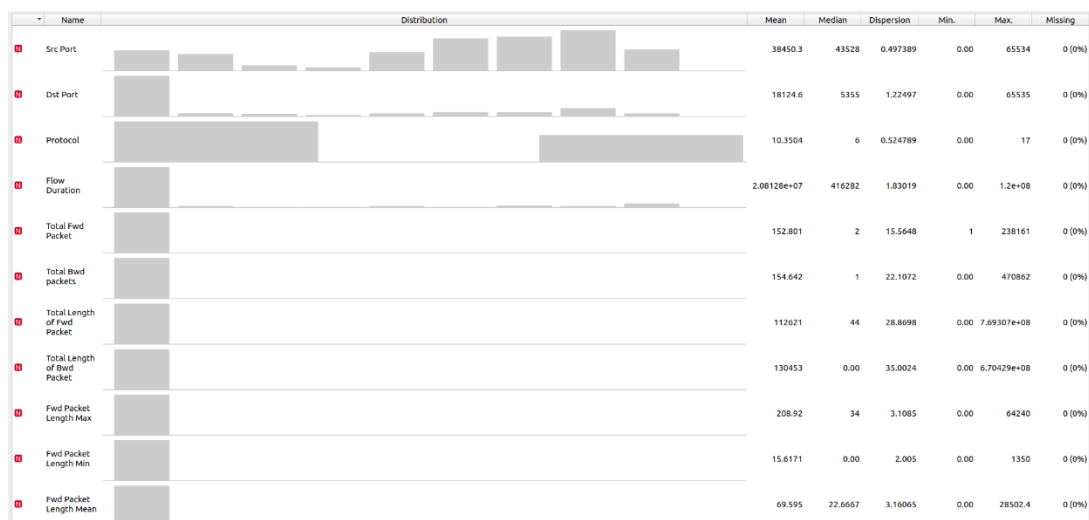 Name Distribution Mean Median Dispersion Min. Max. Missing
N Src Port 38450.3 43528 0.497389 0.00 65534 0 (0%)
N Dst Port 18124.6 5355 1.22497 0.00 65535 0 (0%)
N Protocol 10.3504 6 0.524789 0.00 17 0 (0%)
N Flow
Duration 2.08128e+07 416282 1.83019 0.00 1.2e+08 0 (0%)
N Total Fwd
Packet 152.801 2 15.5648 1 238161 0 (0%)
N Total Bwd
packets 154.642 1 22.1072 0.00 470862 0 (0%)
N Total Length
of Fwd
Packet 112621 44 28.8698 0.00 7.69307e+08 0 (0%)
N Total Length
of Bwd
Packet 130453 0.00 35.0024 0.00 6.70429e+08 0 (0%)
N Fwd Packet
Length Max 208.92 34 3.1085 0.00 64240 0 (0%)
N Fwd Packet
Length Min 15.6171 0.00 2.005 0.00 1350 0 (0%)
N Fwd Packet
Length Mean 69.595 22.6667 3.16065 0.00 28502.4 0 (0%)